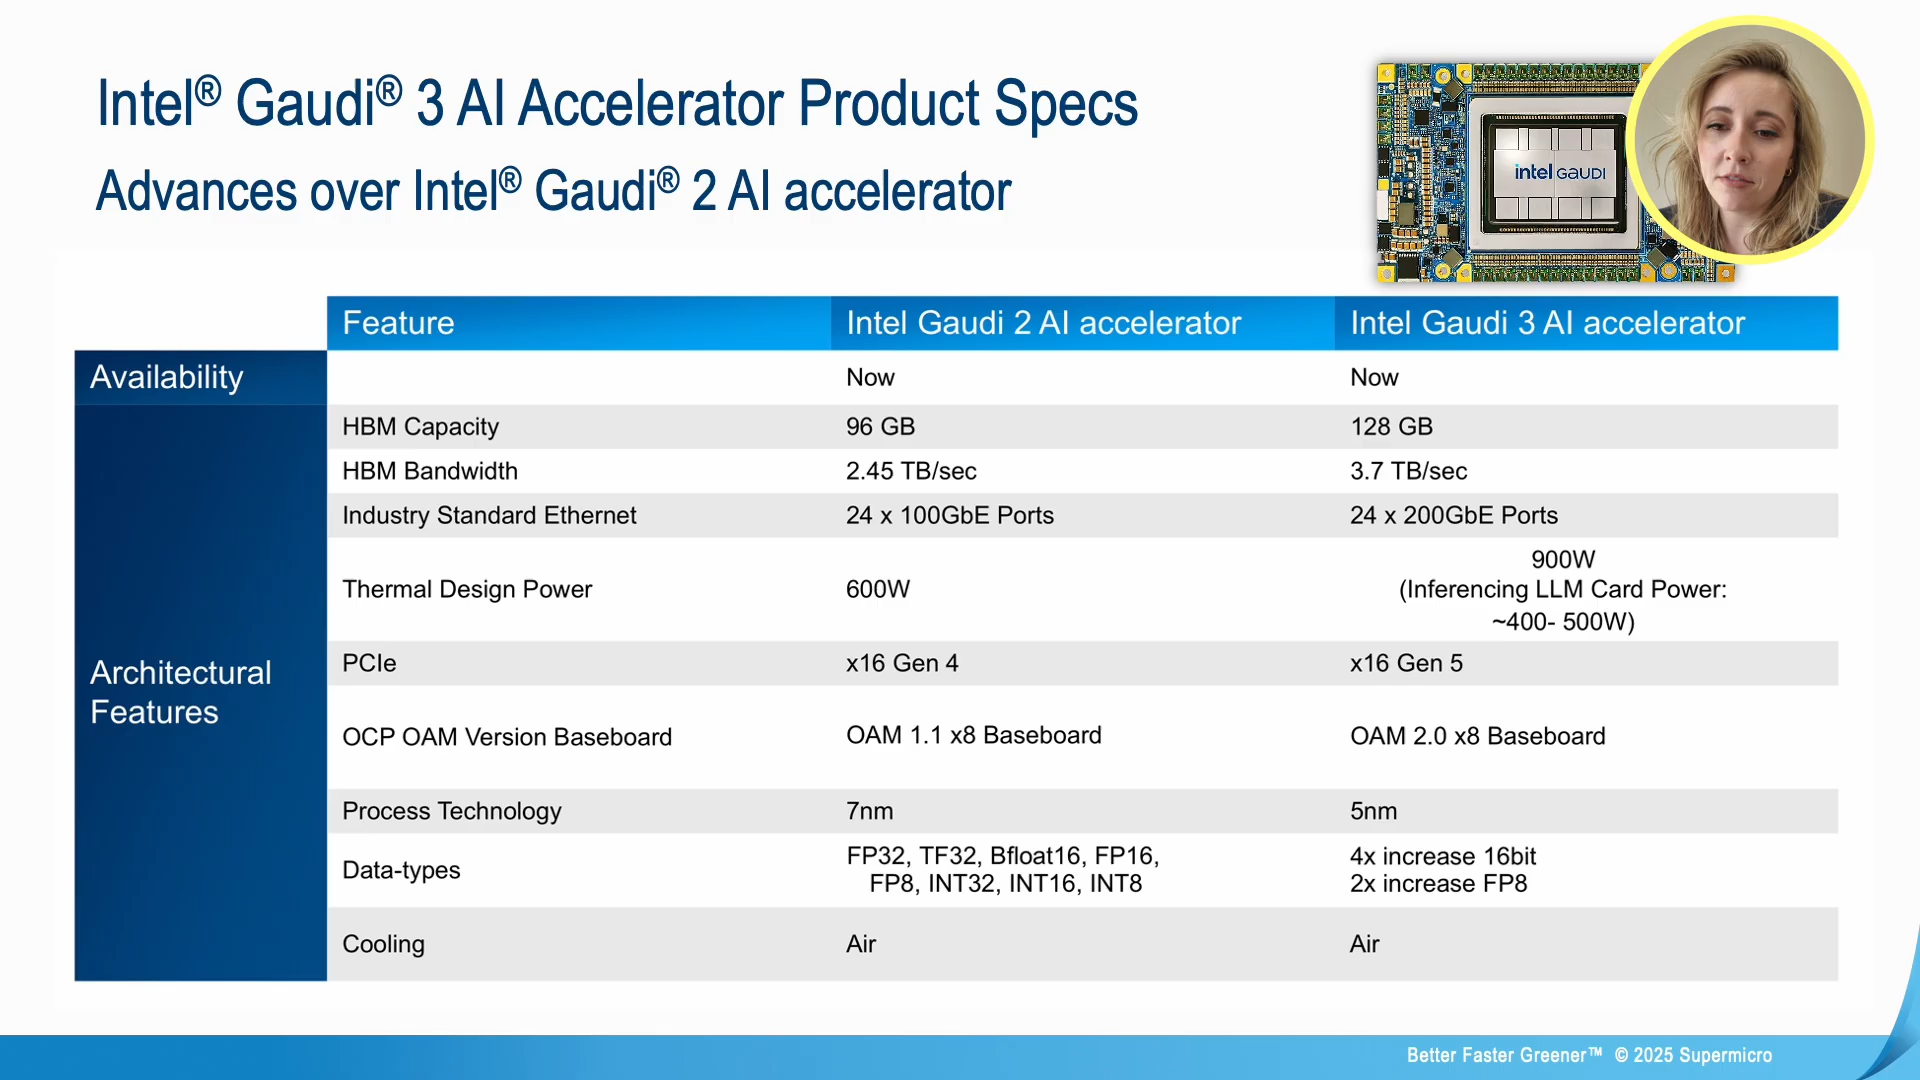 Intel® Gaudi® 3 AI Accelerator Product Specs
Advances over Intel® Gaudi® 2 AI accelerator
intel GAUDI
Feature Intel Gaudi 2 AI accelerator Intel Gaudi 3 AI accelerator
Availability Now Now
Architectural
Features
HBM Capacity 96 GB 128 GB
HBM Bandwidth 2.45 TB/sec 3.7 TB/sec
Industry Standard Ethernet 24 x 100GbE Ports 24 x 200GbE Ports
Thermal Design Power 600W 900W
(Inferencing LLM Card Power:
~400- 500W)
PCIe x16 Gen 4 x16 Gen 5
OCP OAM Version Baseboard OAM 1.1 x8 Baseboard OAM 2.0 x8 Baseboard
Process Technology 7nm 5nm
Data-types FP32, TF32, Bfloat16, FP16,
FP8, INT32, INT16, INT8
4x increase 16bit
2x increase FP8
Cooling Air Air
Better Faster Greener™ © 2025 Supermicro